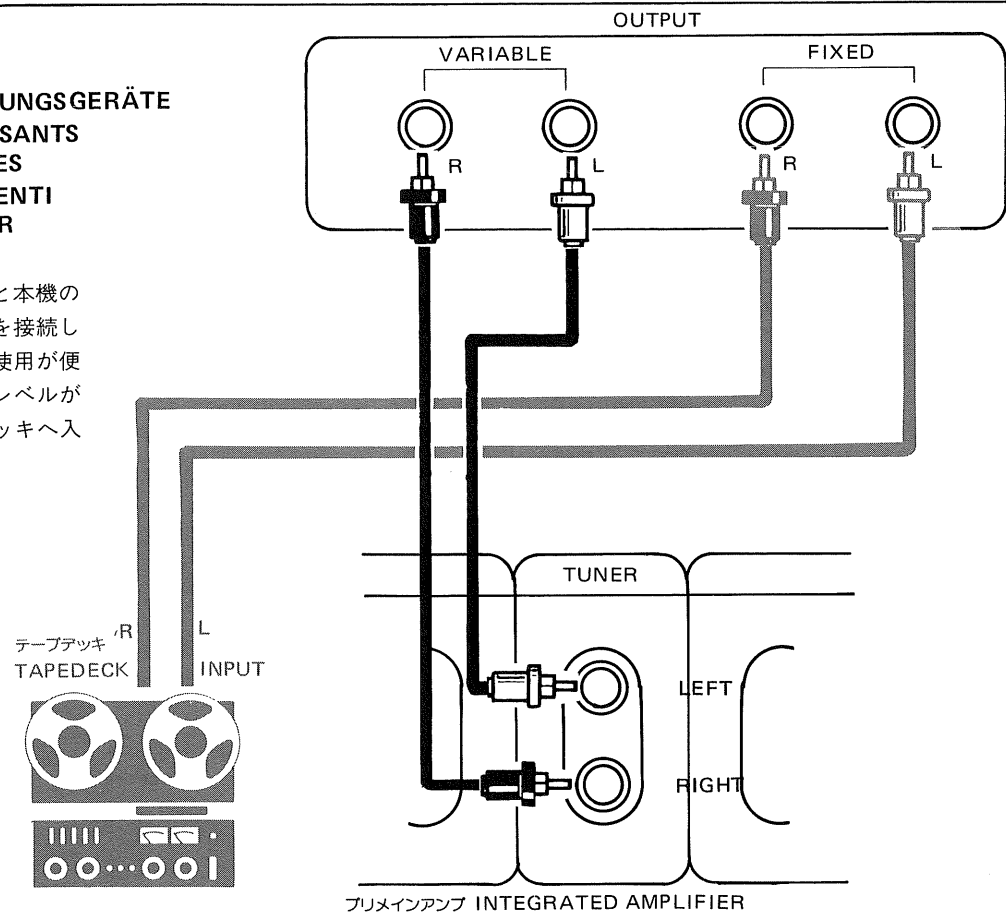 OUTPUT
VARIABLE
FIXED
R
L
R
L
UNGSGERÄTE
SANTS
ES
ENTI
R
と本機の
を接続し
使用が便
レベルが
ッキへ入
テープデッキ R
L
TAPEDECK
INPUT
TUNER
LEFT
RIGHT
プリメインアンプ INTEGRATED AMPLIFIER